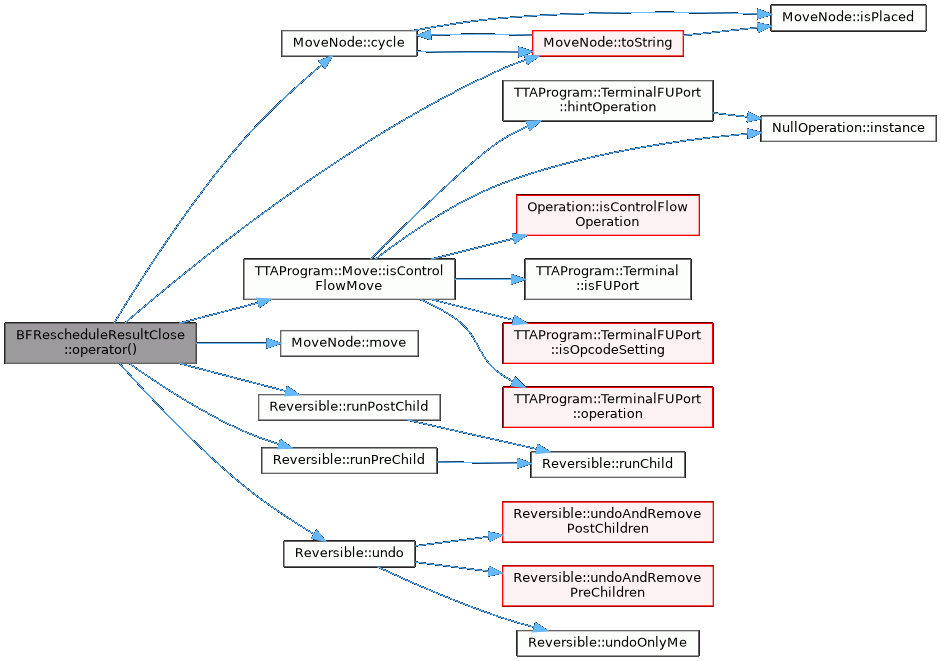 MoveNode::isPlaced
MoveNode::cycle
MoveNode::toString
TTAProgram::TerminalFUPort
::hintOperation
NullOperation::instance
Operation::isControlFlow
Operation
TTAProgram::Move::isControl
FlowMove
TTAProgram::Terminal
::isFUPort
BFRescheduleResultClose
::operator()
MoveNode::move
TTAProgram::TerminalFUPort
::isOpcodeSetting
TTAProgram::TerminalFUPort
::operation
Reversible::runPostChild
Reversible::runPreChild
Reversible::runChild
Reversible::undoAndRemove
PostChildren
Reversible::undo
Reversible::undoAndRemove
PreChildren
Reversible::undoOnlyMe